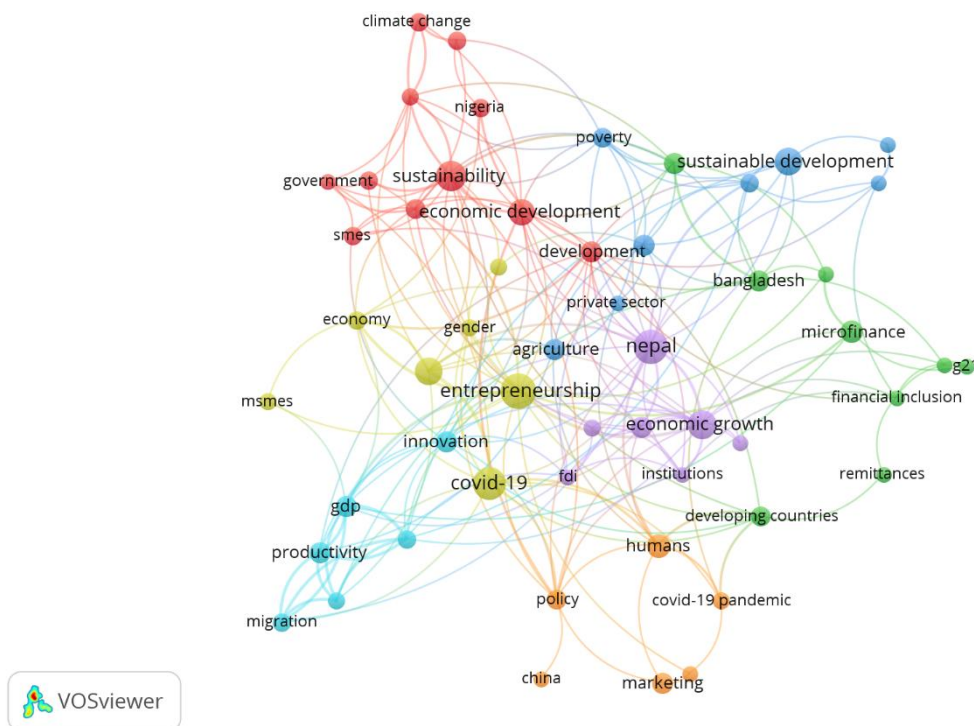 climate change
nigeria
poverty
sustainable development
sustainability
government
economic development
smes
development
bangladesh
private sector
economy
gender
microfinance
nepal
agriculture
g21
entrepreneurship
financial inclusion
msmes
economic growth
innovation
fdi
institutions
remittances
covid-19
gdp
developing countries
humans
productivity
policy
covid-19 pandemic
migration
china
marketing
VOSviewer